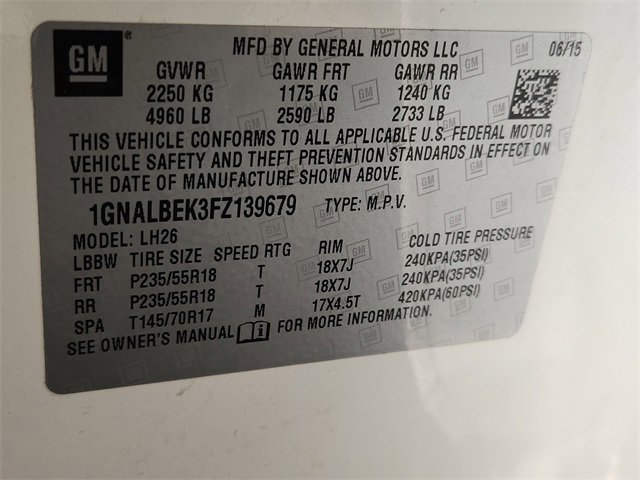 GM ® MFD BY GENERAL MOTORS LLC 06/15
GVWR GAWR FRT GAWR RR
2250 KG 1175 KG 1240 KG
4960 LB 2590 LB 2733 LB
THIS VEHICLE CONFORMS TO ALL APPLICABLE U.S. FEDERAL MOTOR
VEHICLE SAFETY AND THEFT PREVENTION STANDARDS IN EFFECT ON
THE DATE OF MANUFACTURE SHOWN ABOVE.
1GNALBEK3FZ139679 TYPE: M.P.V.
MODEL: LH26
LBBW TIRE SIZE SPEED RTG RIM COLD TIRE PRESSURE
FRT P235/55R18 T 18X7J 240KPA(35PSI)
RR P235/55R18 T 18X7J 240KPA(35PSI)
SPA T145/70R17 M 17X4.5T 420KPA(60PSI)
SEE OWNER'S MANUAL FOR MORE INFORMATION.